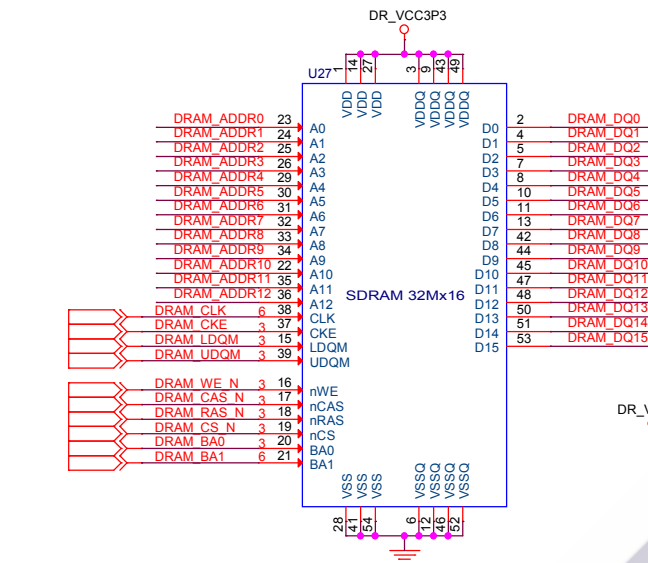 DR_VCC3P3
U27
1 14 27 3 9 43 49
VDD VDD VDD VDDQ VDDQ VDDQ VDDQ
DRAM_ADDR0 23 A0 D0 2 DRAM_DQ0
DRAM_ADDR1 24 A1 D1 4 DRAM_DQ1
DRAM_ADDR2 25 A2 D2 5 DRAM_DQ2
DRAM_ADDR3 26 A3 D3 7 DRAM_DQ3
DRAM_ADDR4 29 A4 D4 8 DRAM_DQ4
DRAM_ADDR5 30 A5 D5 10 DRAM_DQ5
DRAM_ADDR6 31 A6 D6 11 DRAM_DQ6
DRAM_ADDR7 32 A7 D7 13 DRAM_DQ7
DRAM_ADDR8 33 A8 D8 42 DRAM_DQ8
DRAM_ADDR9 34 A9 D9 44 DRAM_DQ9
DRAM_ADDR10 22 A10 D10 45 DRAM_DQ10
DRAM_ADDR11 35 A11 D11 47 DRAM_DQ11
DRAM_ADDR12 36 A12 D12 48 DRAM_DQ12
SDRAM 32Mx16
DRAM_CLK 6 38 CLK D13 50 DRAM_DQ13
DRAM_CKE 3 37 CKE D14 51 DRAM_DQ14
DRAM_LDQM 3 15 LDQM D15 53 DRAM_DQ15
DRAM_UDQM 3 39 UDQM
DRAM_WE_N 3 16 nWE
DRAM_CAS_N 3 17 nCAS
DRAM_RAS_N 3 18 nRAS
DRAM_CS_N 3 19 nCS
DRAM_BA0 3 20 BA0
DRAM_BA1 6 21 BA1
DR_V
VSS VSS VSS VSSQ VSSQ VSSQ VSSQ
28 41 54 6 12 46 52